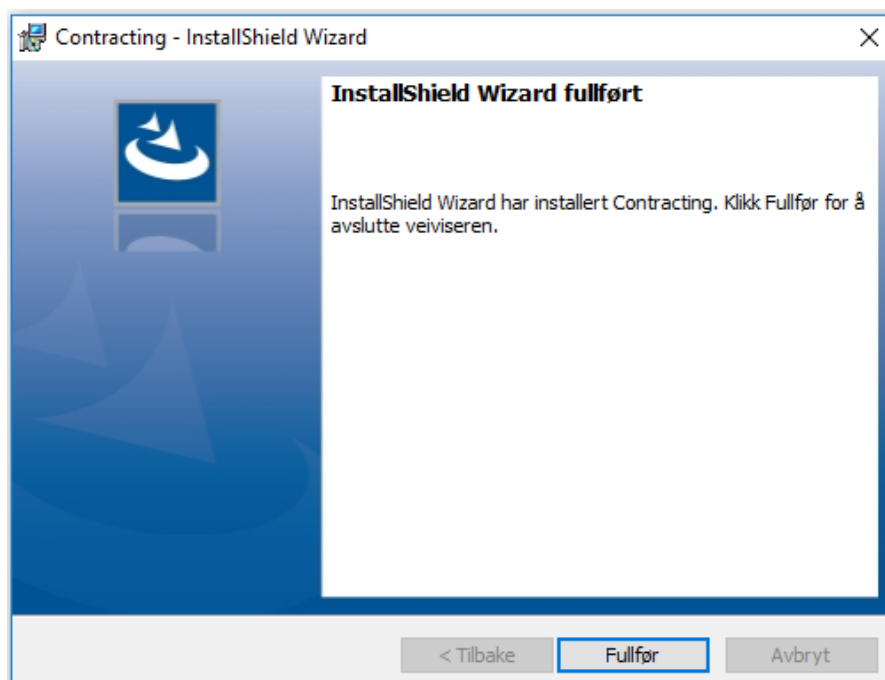 Contracting - InstallShield Wizard
InstallShield Wizard fullført
InstallShield Wizard har installert Contracting. Klikk Fullfør for å
avslutte veiviseren.
< Tilbake
Fullfør
Avbryt